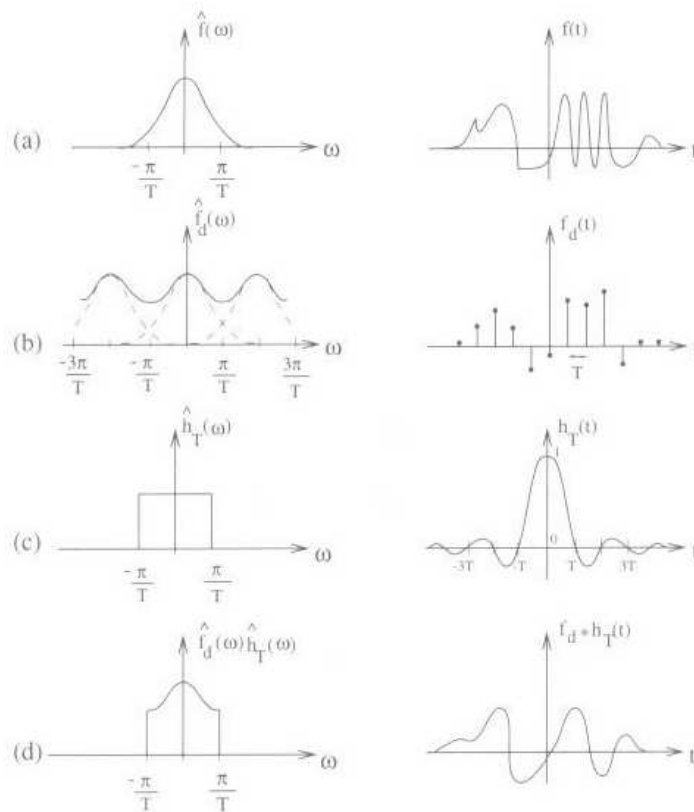 f̂(ω) f(t)
(a) ω t
-π/T π/T
f̂_d(ω) f_d(t)
(b) ω t
-3π/T -π/T π/T 3π/T T
ĥ_T(ω) h_T(t)
1
(c) ω 0 t
-π/T π/T -3T -T T 3T
f̂_d(ω)ĥ_T(ω) f_d * h_T(t)
(d) ω t
-π/T π/T